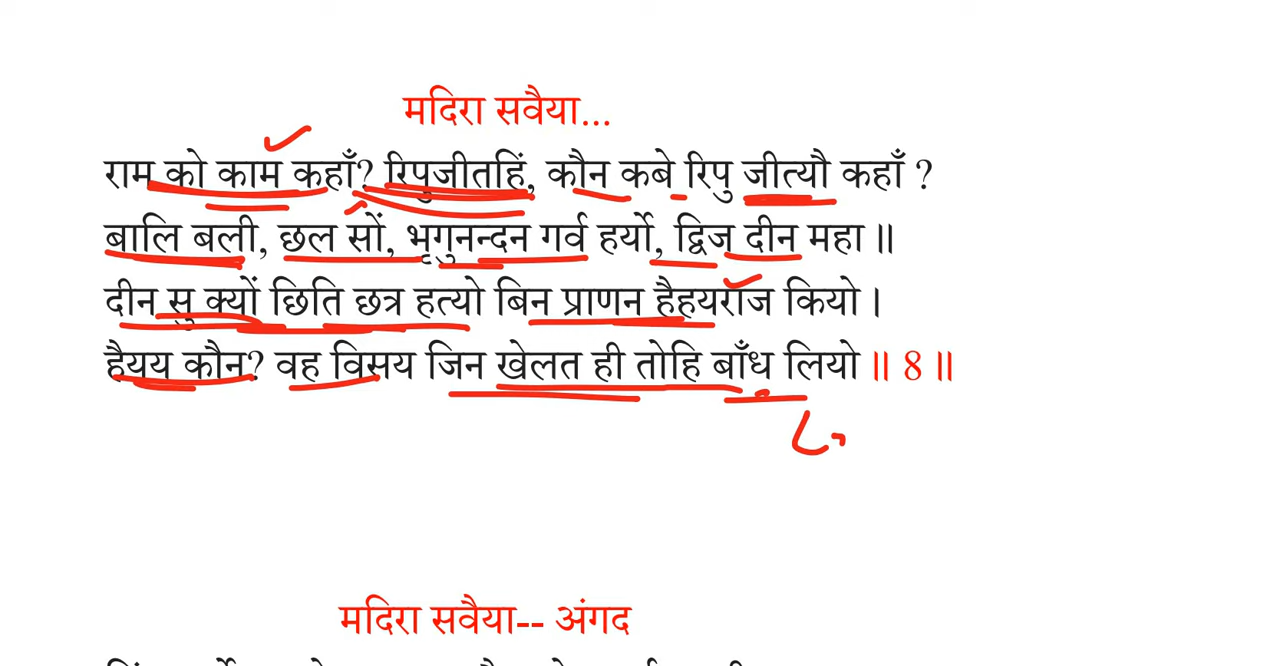 मदिरा सवैया...
राम को काम कहाँ? रिपुजीतहिं, कौन कबे रिपु जीत्यौ कहाँ ?
बालि बली, छल सों, भृगुनन्दन गर्व हर्यो, द्विज दीन महा ॥
दीन सु क्यों छिति छत्र हत्यो बिन प्राणन हैहयराज कियो ।
हैयय कौन? वह विसय जिन खेलत ही तोहि बाँध लियो ॥ 8 ॥
मदिरा सवैया-- अंगद